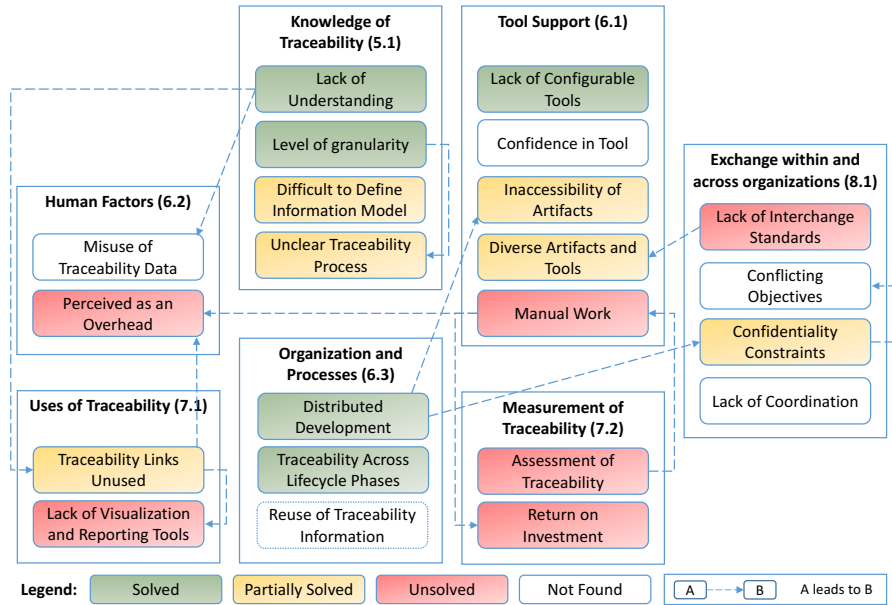 Knowledge of
Traceability (5.1)
Lack of
Understanding
Level of granularity
Difficult to Define
Information Model
Unclear Traceability
Process
Tool Support (6.1)
Lack of Configurable
Tools
Confidence in Tool
Inaccessibility of
Artifacts
Diverse Artifacts and
Tools
Manual Work
Exchange within and
across organizations (8.1)
Lack of Interchange
Standards
Conflicting
Objectives
Confidentiality
Constraints
Lack of Coordination
Human Factors (6.2)
Misuse of
Traceability Data
Perceived as an
Overhead
Organization and
Processes (6.3)
Distributed
Development
Traceability Across
Lifecycle Phases
Reuse of Traceability
Information
Uses of Traceability (7.1)
Traceability Links
Unused
Lack of Visualization
and Reporting Tools
Measurement of
Traceability (7.2)
Assessment of
Traceability
Return on
Investment
Legend:
Solved
Partially Solved
Unsolved
Not Found
A
B
A leads to B